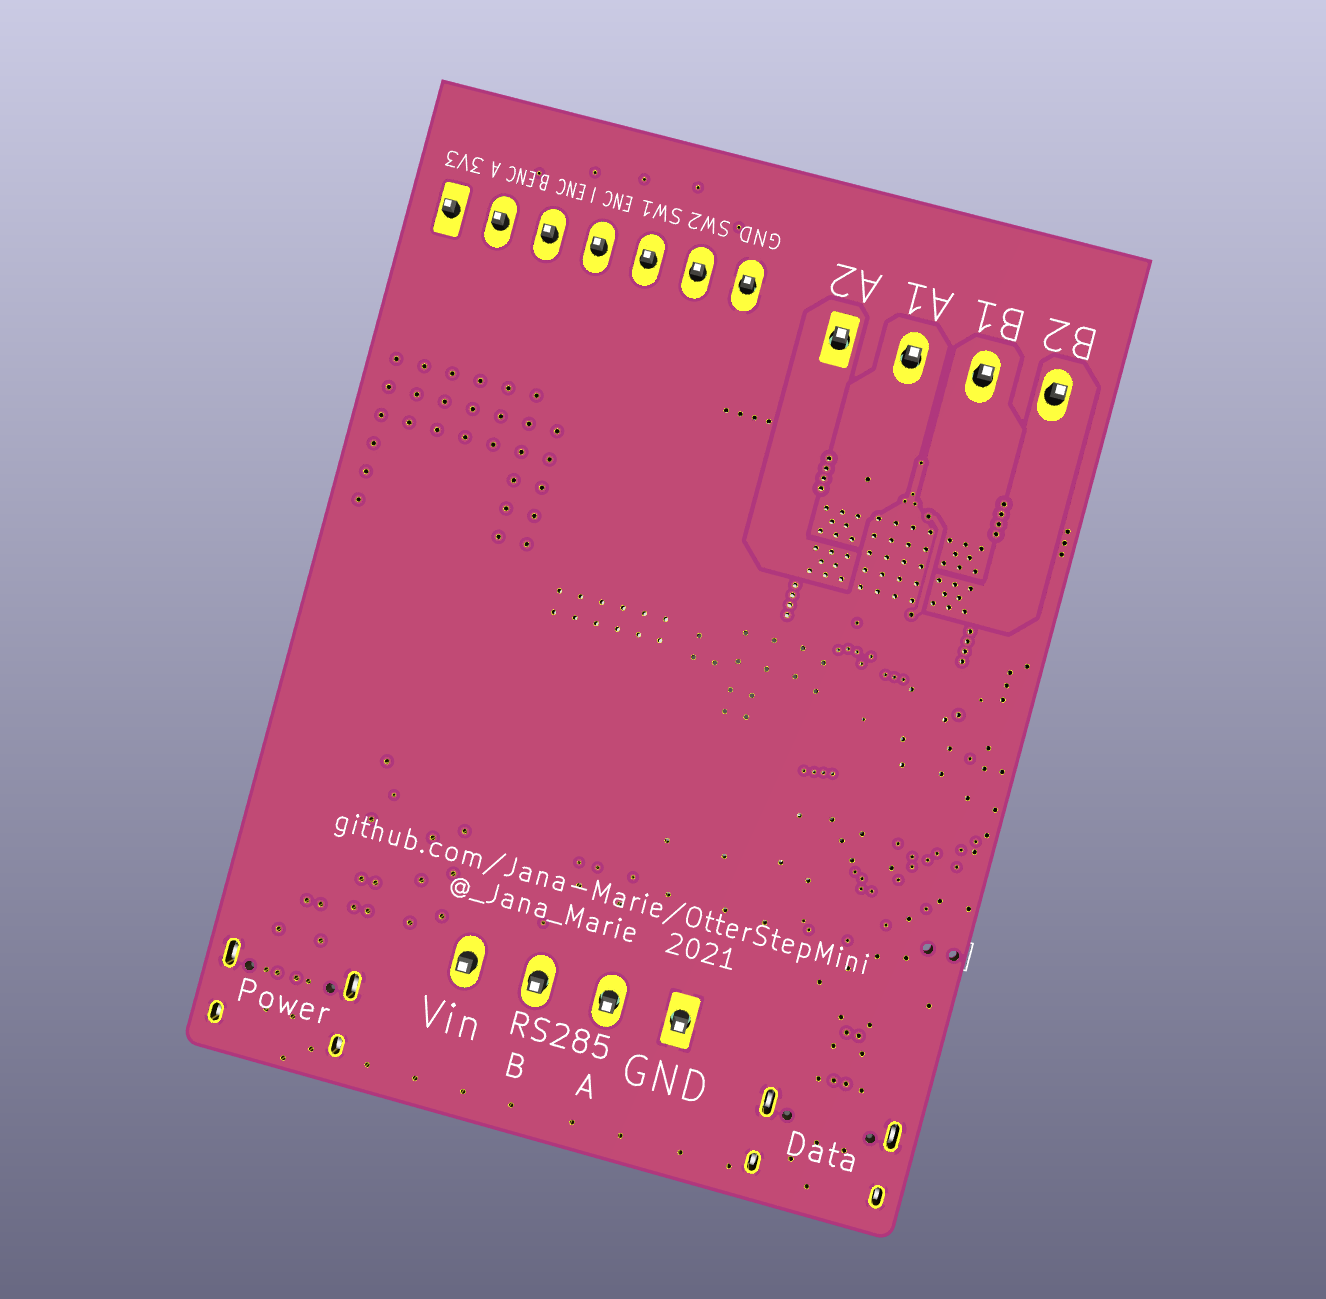 GND SW2 SW1 ENC I ENC B ENC A 3V3
B2 B1 A1 A2
github.com/Jana-Marie/OtterStepMini
@_Jana_Marie 2021
Power
Vin
RS285
GND
B
A
Data
]